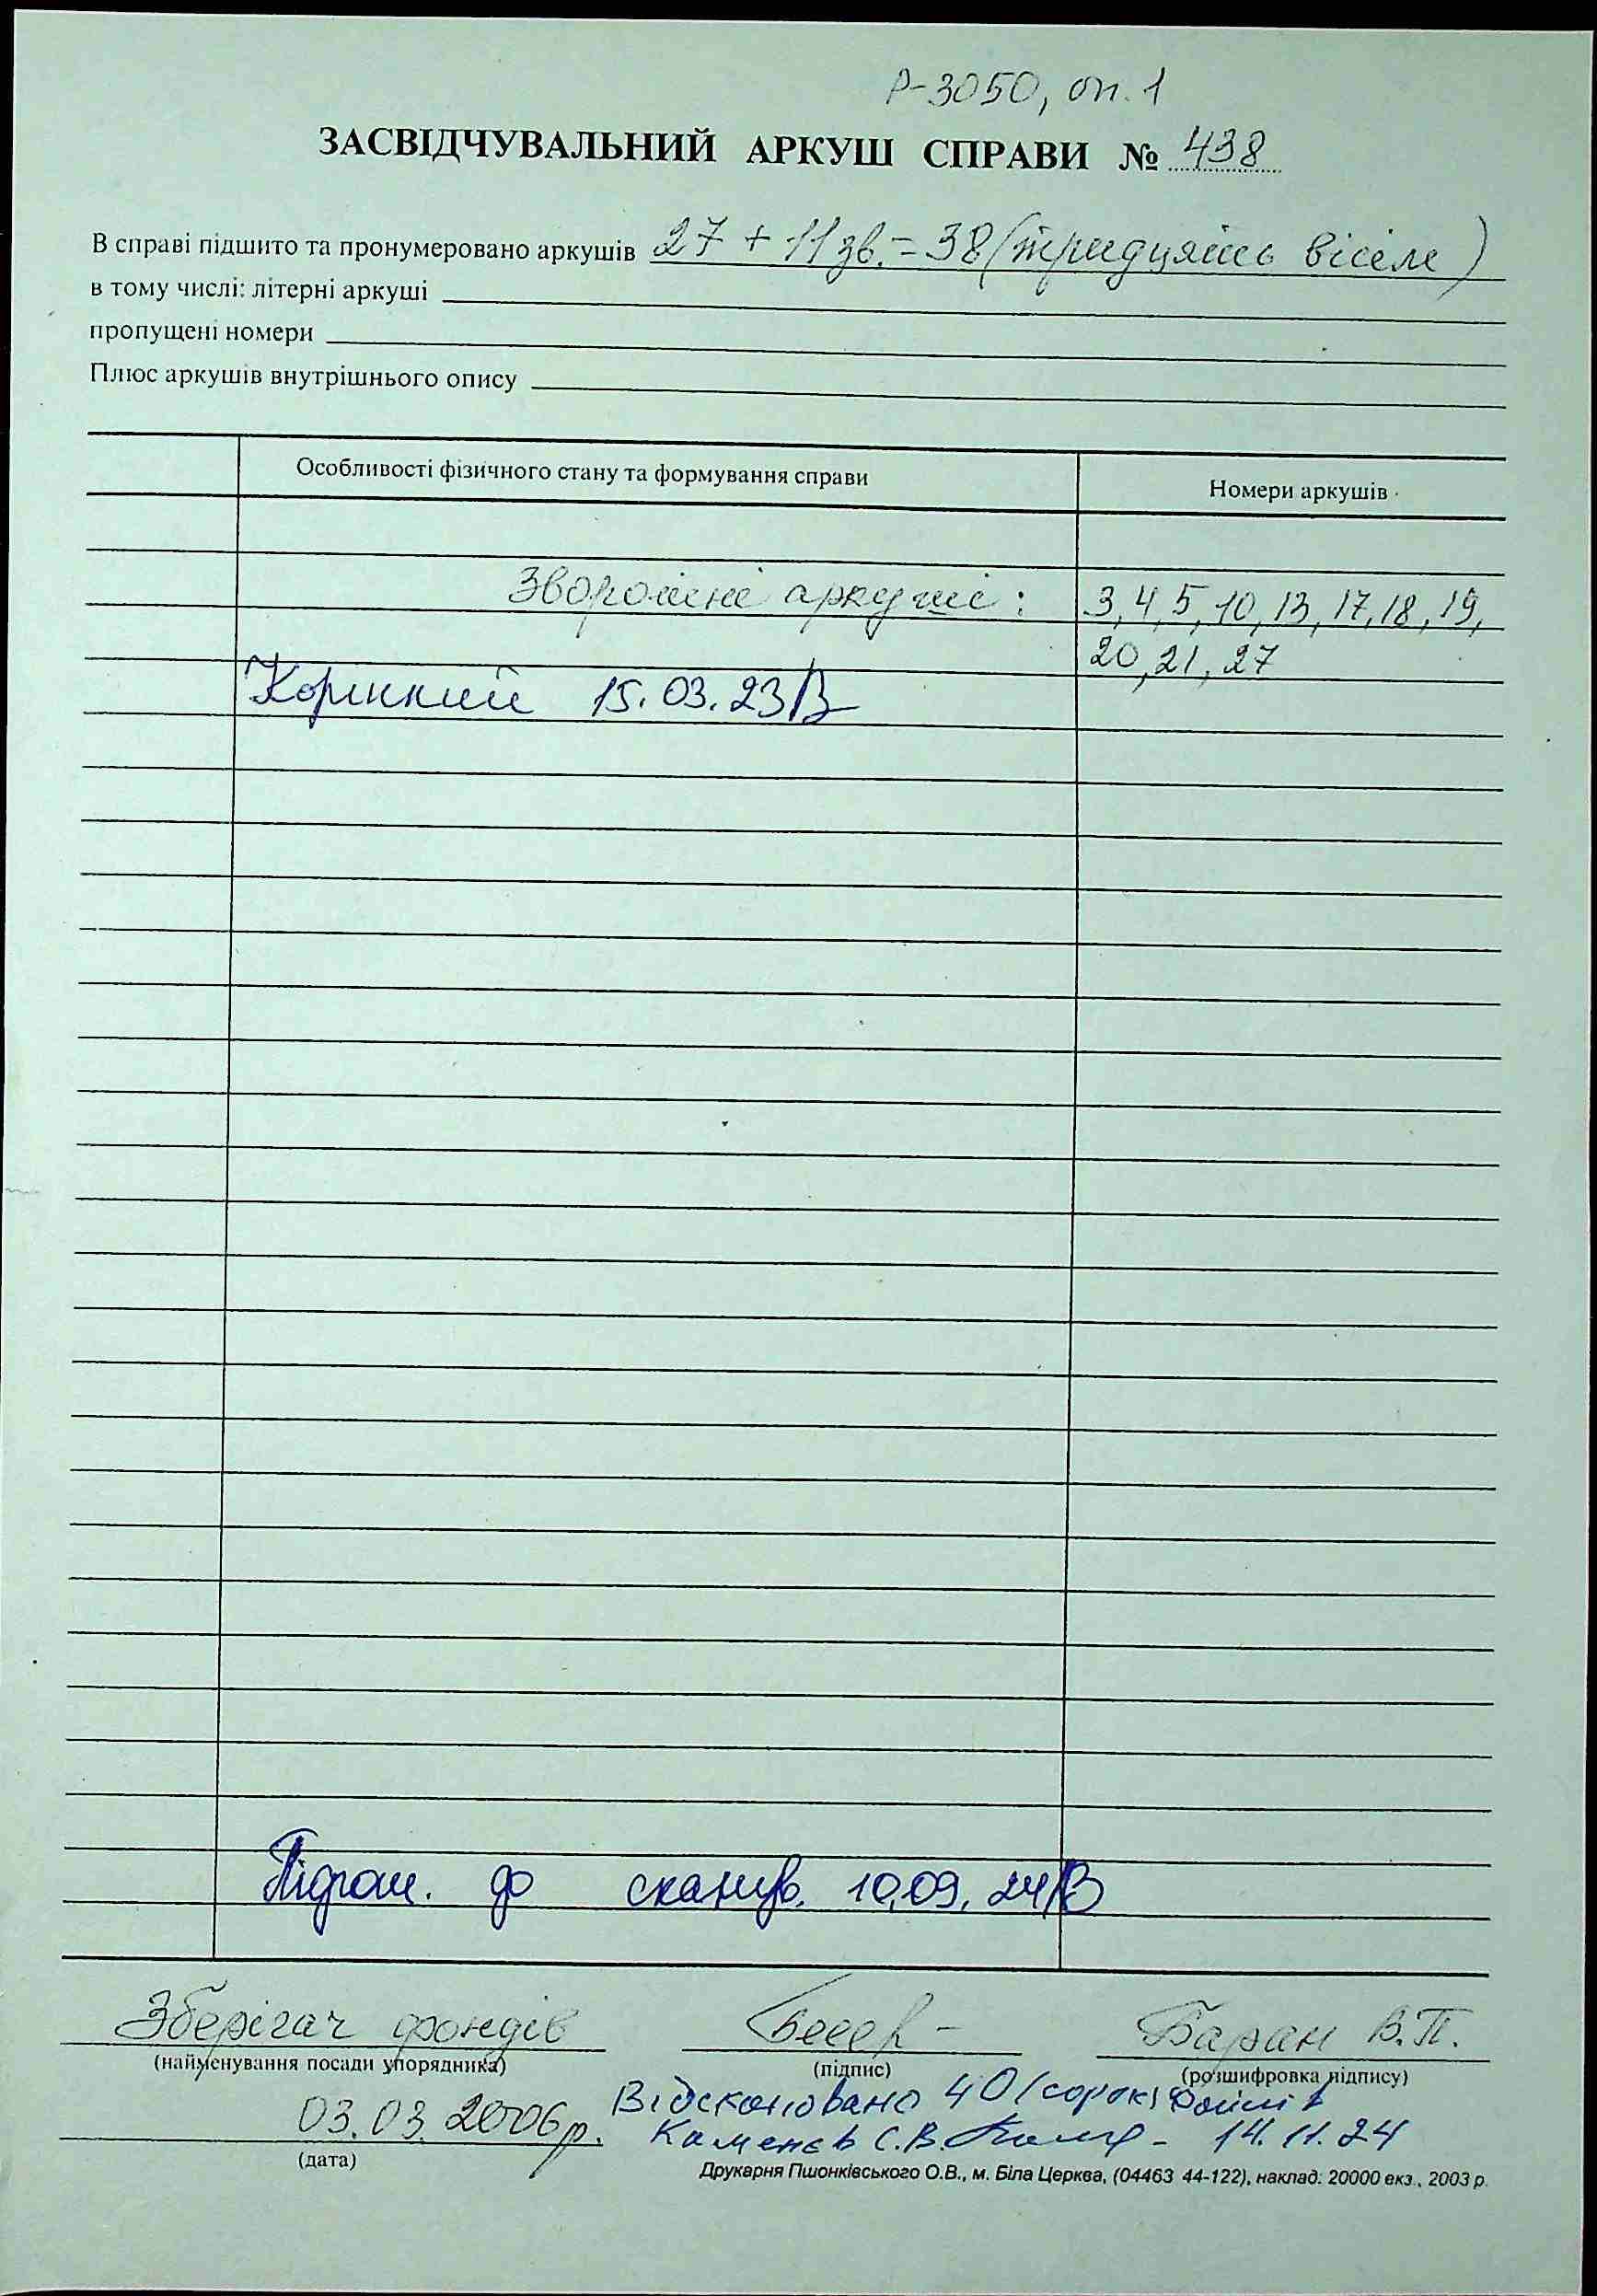 Р-3050, оп. 1
ЗАСВІДЧУВАЛЬНИЙ АРКУШ СПРАВИ № 438
В справі підшито та пронумеровано аркушів 27 + 11 зв. = 38 (тридцять вісім)
в тому числі: літерні аркуші
пропущені номери
Плюс аркушів внутрішнього опису
Особливості фізичного стану та формування справи
Номери аркушів
Зворотні аркуші: 3, 4, 5, 10, 13, 17, 18, 19,
20, 21, 27
15.03.23
Підгот. до сканув. 10.09.24
Зберігач фондів Баран В.П.
(найменування посади упорядника) (підпис) (розшифровка підпису)
Відскановано 40 (сорок) файлів
03.03.2006р. Каменєв С.В. 14.11.24
(дата)
Друкарня Пшонківського О.В., м. Біла Церква, (04463 44-122), наклад: 20000 екз., 2003 р.